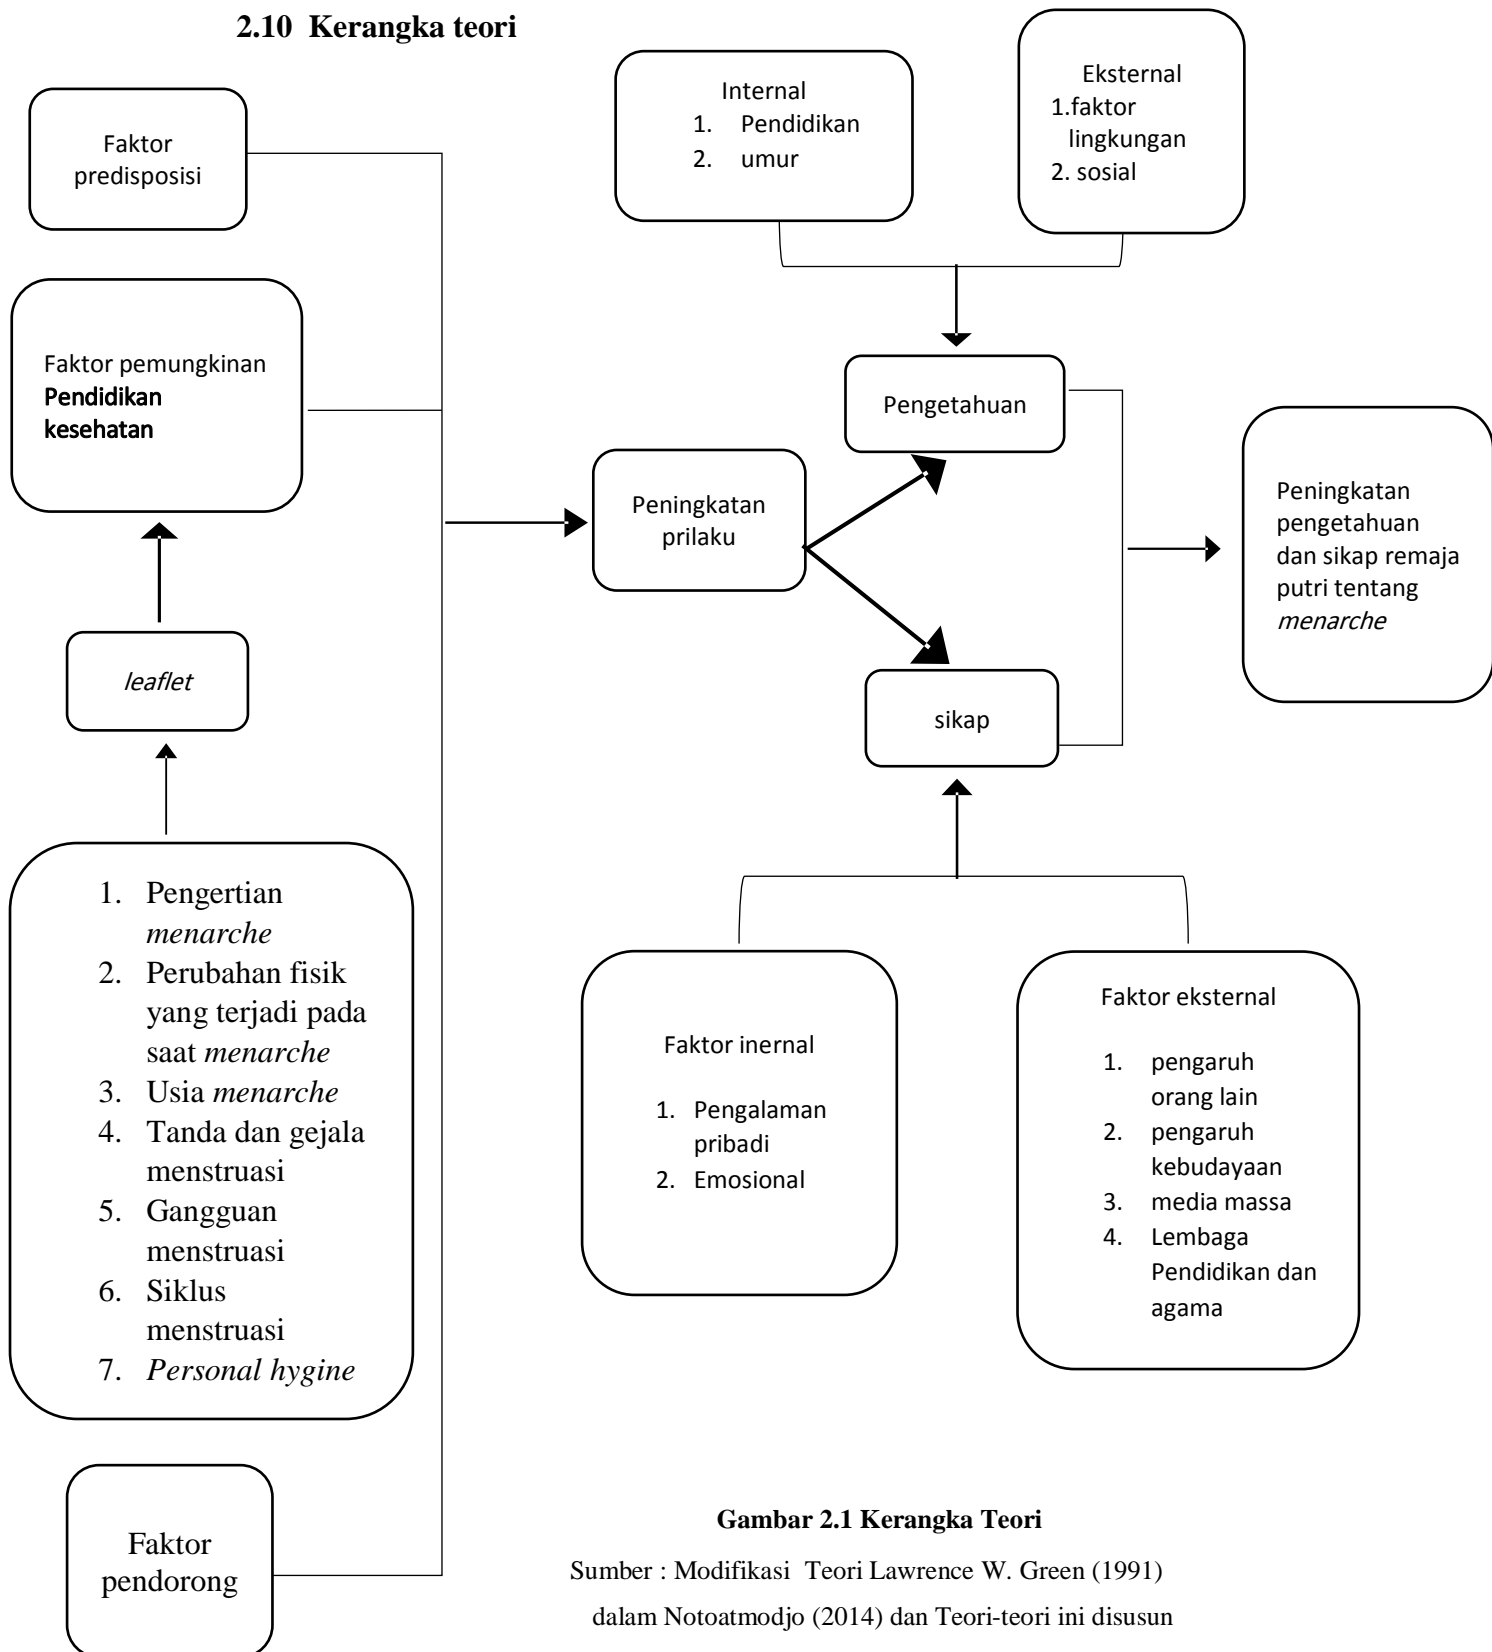 2.10 Kerangka teori
Faktor
predisposisi
Internal
1. Pendidikan
2. umur
Eksternal
1.faktor
lingkungan
2. sosial
Faktor pemungkinan
Pendidikan
kesehatan
Pengetahuan
Peningkatan
prilaku
Peningkatan
pengetahuan
dan sikap remaja
putri tentang
menarche
leaflet
sikap
1. Pengertian
menarche
2. Perubahan fisik
yang terjadi pada
saat menarche
3. Usia menarche
4. Tanda dan gejala
menstruasi
5. Gangguan
menstruasi
6. Siklus
menstruasi
7. Personal hygine
Faktor inernal
1. Pengalaman
pribadi
2. Emosional
Faktor eksternal
1. pengaruh
orang lain
2. pengaruh
kebudayaan
3. media massa
4. Lembaga
Pendidikan dan
agama
Faktor
pendorong
Gambar 2.1 Kerangka Teori
Sumber : Modifikasi Teori Lawrence W. Green (1991)
dalam Notoatmodjo (2014) dan Teori-teori ini disusun